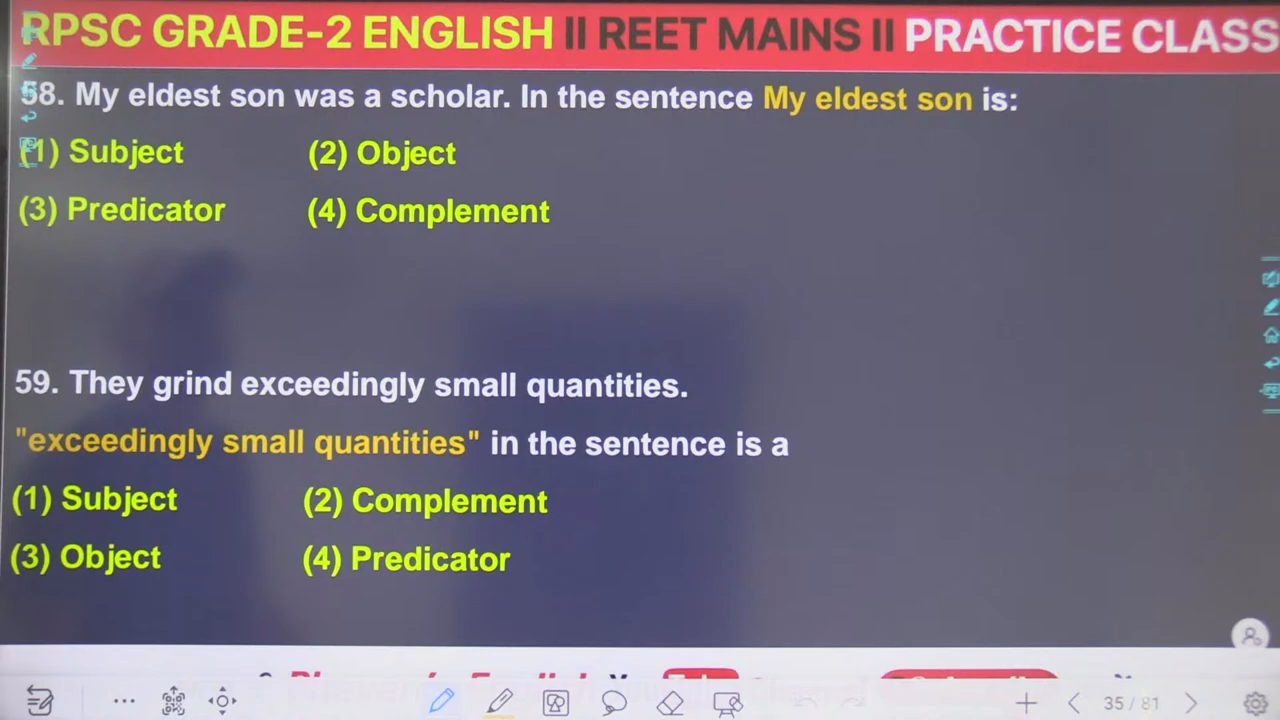 RPSC GRADE-2 ENGLISH II REET MAINS II PRACTICE CLASS
58. My eldest son was a scholar. In the sentence My eldest son is:
(1) Subject (2) Object
(3) Predicator (4) Complement
59. They grind exceedingly small quantities.
"exceedingly small quantities" in the sentence is a
(1) Subject (2) Complement
(3) Object (4) Predicator
35 / 81